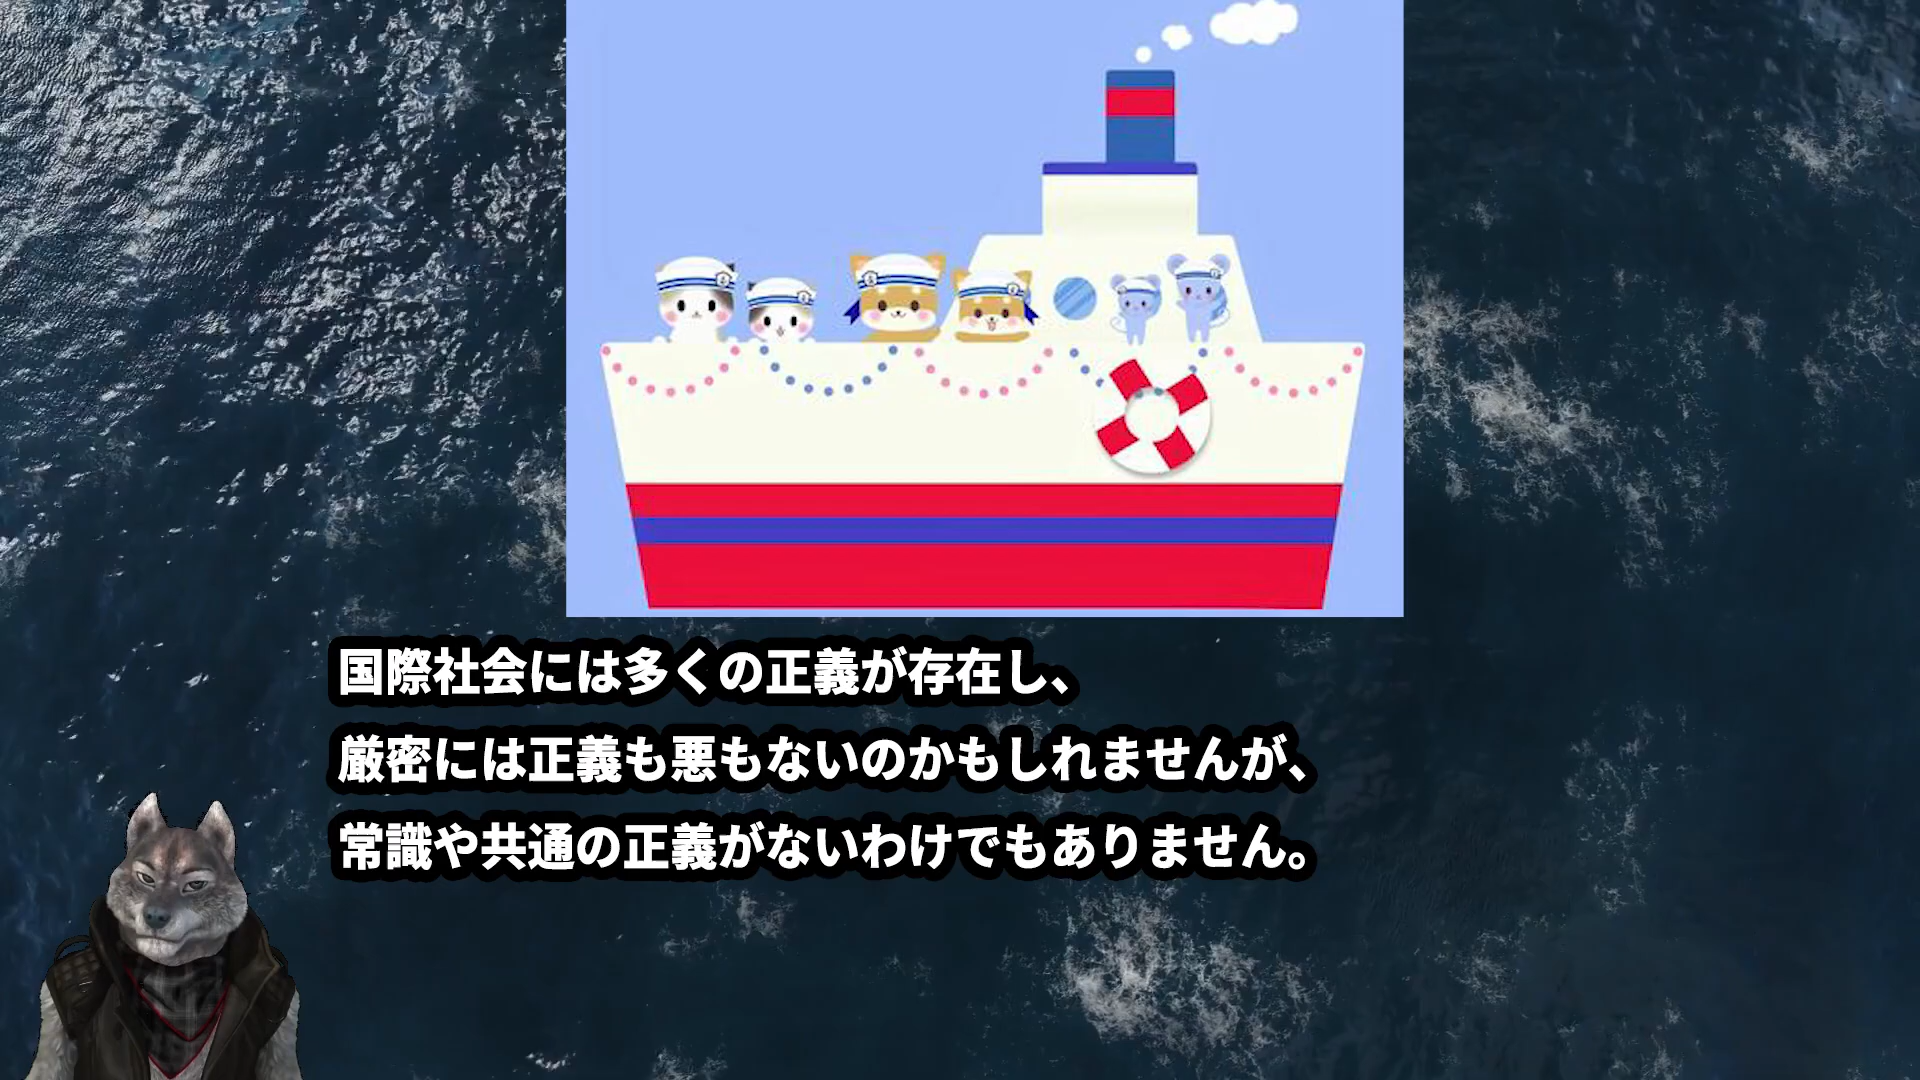 国際社会には多くの正義が存在し、
厳密には正義も悪もないのかもしれませんが、
常識や共通の正義がないわけでもありません。